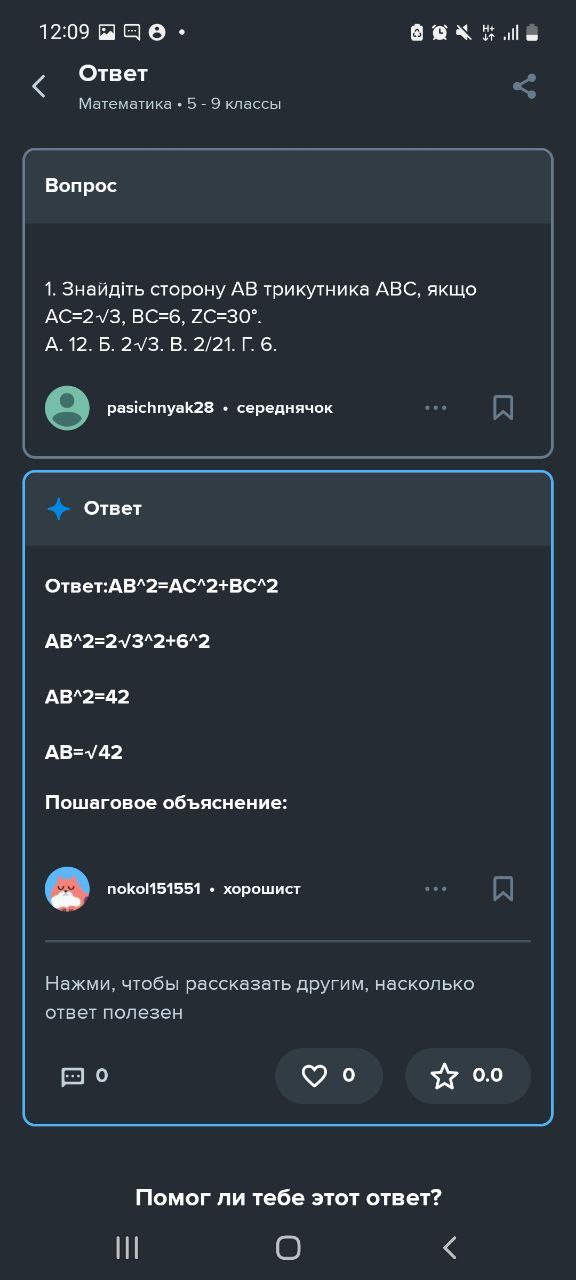 12:09
Ответ
Математика • 5 - 9 классы
Вопрос
1. Знайдіть сторону АВ трикутника ABC, якщо
AC=2√3, BC=6, ZC=30°.
А. 12. Б. 2√3. В. 2/21. Г. 6.
pasichnyak28 • середнячок
Ответ
Ответ:AB^2=AC^2+BC^2
AB^2=2√3^2+6^2
AB^2=42
AB=√42
Пошаговое объяснение:
nokol151551 • хорошист
Нажми, чтобы рассказать другим, насколько
ответ полезен
0 0 0.0
Помог ли тебе этот ответ?